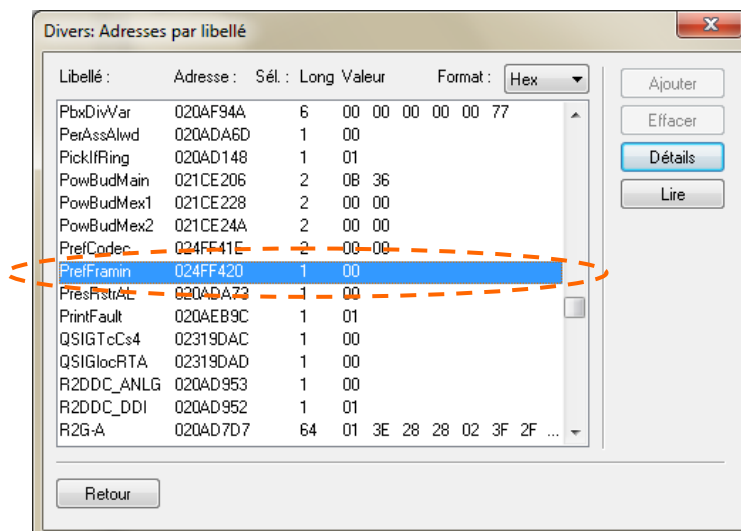 Divers: Adresses par libellé
Libellé : Adresse : Sél. : Long Valeur Format : Hex
PbxDivVar 020AF94A 6 00 00 00 00 00 77
PerAssAlwd 020ADA6D 1 00
PickIfRing 020AD148 1 01
PowBudMain 021CE206 2 0B 36
PowBudMex1 021CE228 2 00 00
PowBudMex2 021CE24A 2 00 00
PrefCodec 024FF41E 2 00 00
PrefFramin 024FF420 1 00
PresRstrAL 020ADA73 1 00
PrintFault 020AEB9C 1 01
QSIGTcCs4 02319DAC 1 00
QSIGlocRTA 02319DAD 1 00
R2DDC_ANLG 020AD953 1 00
R2DDC_DDI 020AD952 1 01
R2G-A 020AD7D7 64 01 3E 28 28 02 3F 2F ...
Ajouter
Effacer
Détails
Lire
Retour